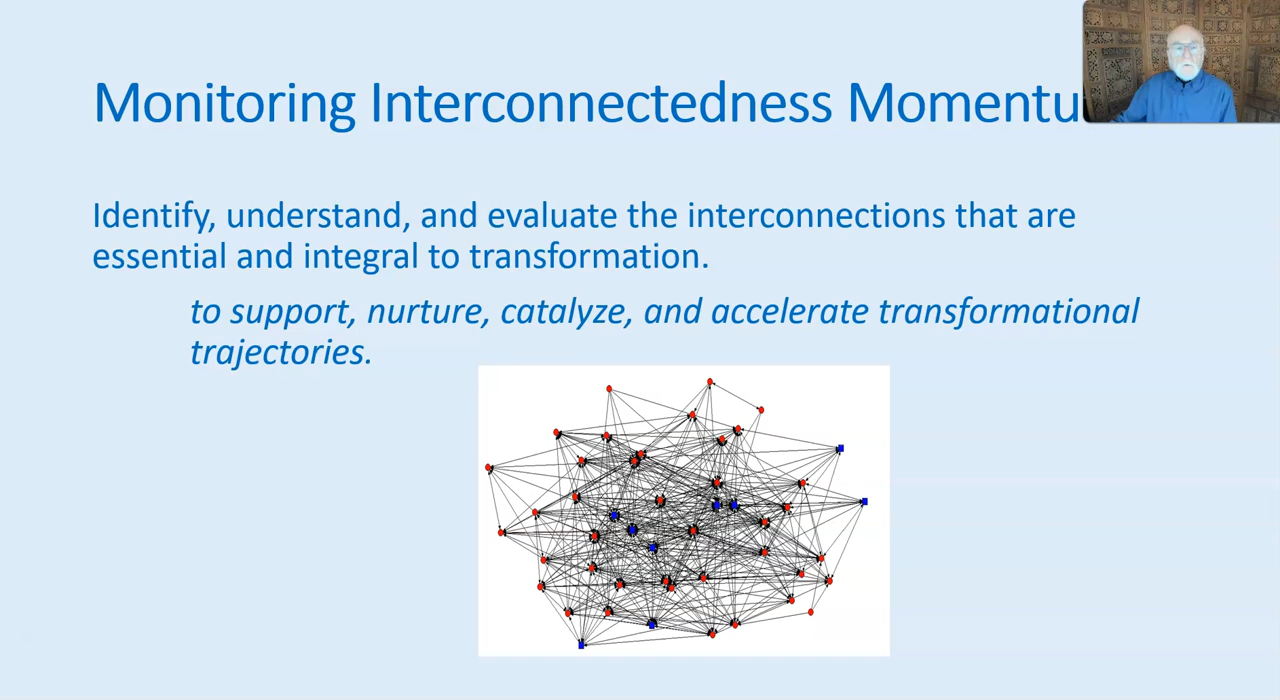 Monitoring Interconnectedness Momentu
Identify, understand, and evaluate the interconnections that are
essential and integral to transformation.
to support, nurture, catalyze, and accelerate transformational
trajectories.